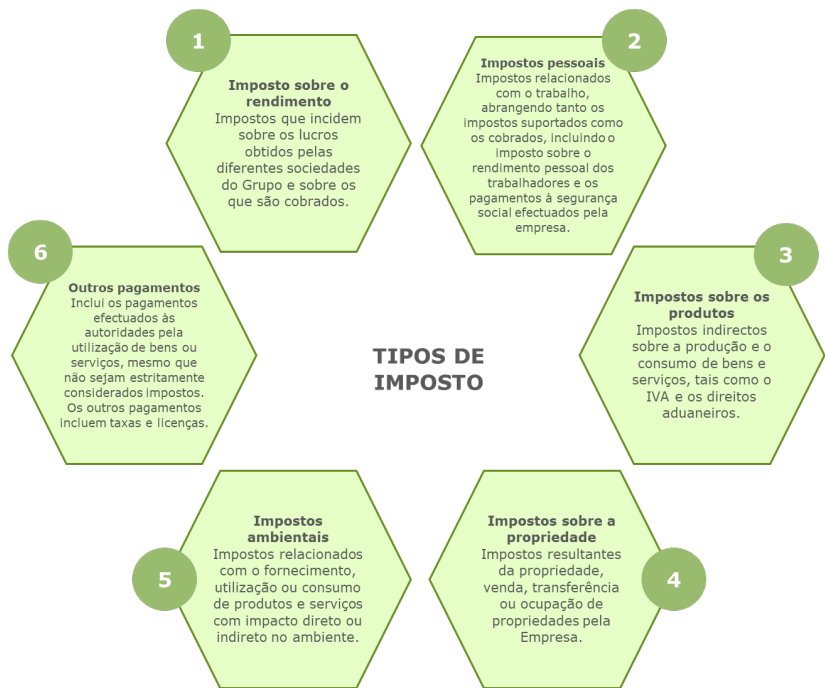 1
Imposto sobre o
rendimento
Impostos que incidem
sobre os lucros
obtidos pelas
diferentes sociedades
do Grupo e sobre os
que são cobrados.
2
Impostos pessoais
Impostos relacionados
com o trabalho,
abrangendo tanto os
impostos suportados como
os cobrados, incluindo o
imposto sobre o
rendimento pessoal dos
trabalhadores e os
pagamentos à segurança
social efectuados pela
empresa.
3
Impostos sobre os
produtos
Impostos indirectos
sobre a produção e o
consumo de bens e
serviços, tais como o
IVA e os direitos
aduaneiros.
4
Impostos sobre a
propriedade
Impostos resultantes
da propriedade,
venda, transferência
ou ocupação de
propriedades pela
Empresa.
5
Impostos
ambientais
Impostos relacionados
com o fornecimento,
utilização ou consumo
de produtos e serviços
com impacto direto ou
indireto no ambiente.
6
Outros pagamentos
Inclui os pagamentos
efectuados às
autoridades pela
utilização de bens ou
serviços, mesmo que
não sejam estritamente
considerados impostos.
Os outros pagamentos
incluem taxas e licenças.
TIPOS DE
IMPOSTO